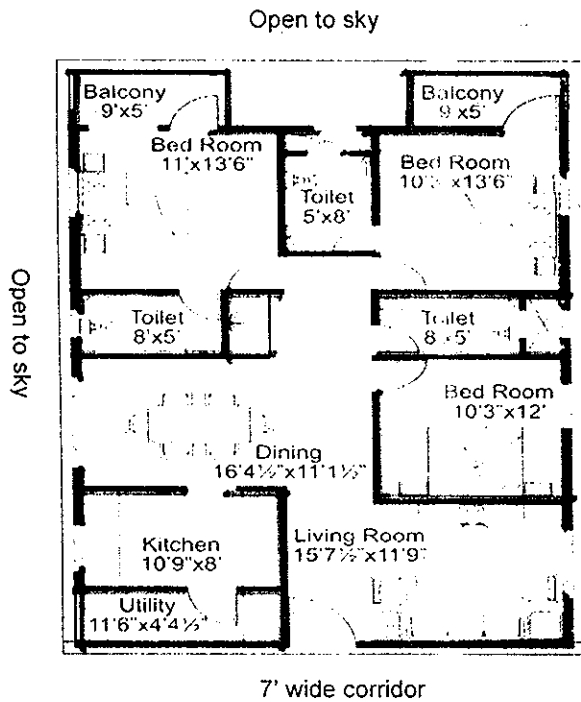 Open to sky
Balcony
9'x5'
Balcony
9 x5'
Bed Room
11'x13'6"
Bed Room
x13'6"
Toilet
5'x8'
Open to sky
Toilet
8'x5'
Toilet
8 x5'
Bed Room
10'3"x12'
Dining
16'4½"x11'1½"
Kitchen
10'9"x8'
Living Room
15'7½"x11'9"
Utility
11'6"x4'4½"
7' wide corridor